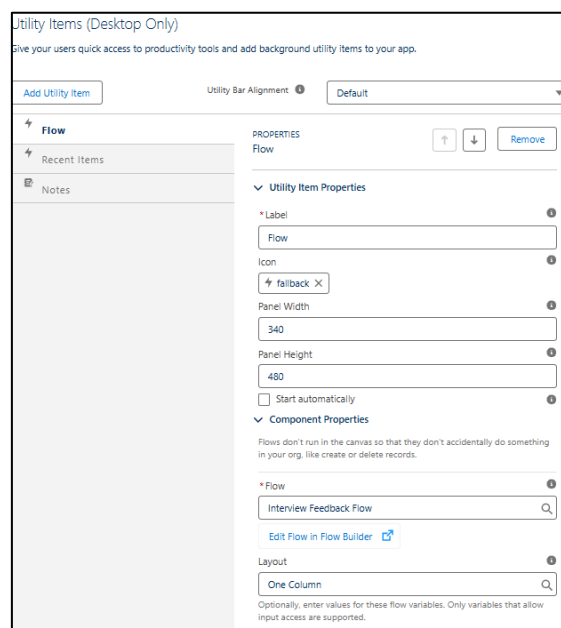 Utility Items (Desktop Only)
Give your users quick access to productivity tools and add background utility items to your app.
Add Utility Item
Utility Bar Alignment
Default
Flow
Recent Items
Notes
PROPERTIES
Flow
Remove
Utility Item Properties
* Label
Flow
Icon
fallback
Panel Width
340
Panel Height
480
Start automatically
Component Properties
Flows don't run in the canvas so that they don't accidentally do something
in your org, like create or delete records.
* Flow
Interview Feedback Flow
Edit Flow in Flow Builder
Layout
One Column
Optionally, enter values for these flow variables. Only variables that allow
input access are supported.